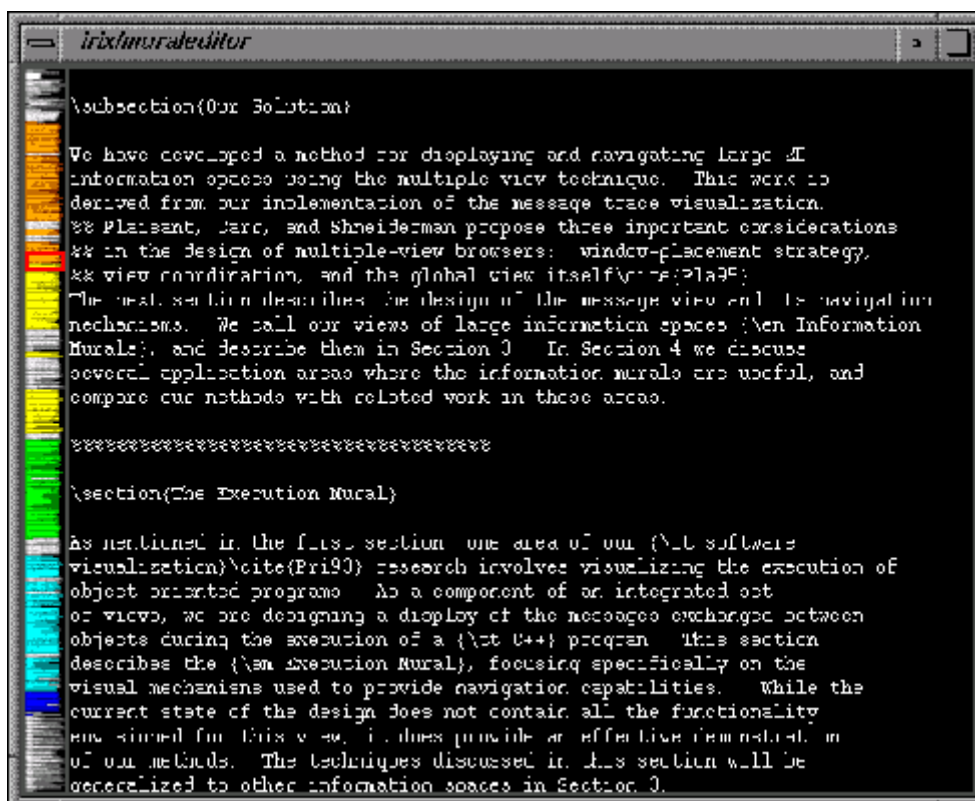 irix/muraleditor
\subsection{Our Solution}
We have developed a method for displaying and navigating large 2D
information spaces using the multiple view technique.  This work is
derived from our implementation of the message trace visualization.
%% Plaisant, Carr, and Shneiderman propose three important considerations
%% in the design of multiple-view browsers:  window-placement strategy,
%% view coordination, and the global view itself\cite{Pla95}
The next section describes the design of the message view and its navigation
mechanisms.  We call our views of large information spaces {\em Information
Murals}, and describe them in Section 3.  In Section 4 we discuss
several application areas where the information murals are useful, and
compare our methods with related work in these areas.
%%%%%%%%%%%%%%%%%%%%%%%%%%%%%%%%%%%%%
\section{The Execution Mural}
As mentioned in the first section, one area of our {\it software
visualization}\cite{Pri93} research involves visualizing the execution of
object oriented programs.  As a component of an integrated set
of views, we are designing a display of the messages exchanged between
objects during the execution of a {\tt C++} program.  This section
describes the {\em Execution Mural}, focusing specifically on the
visual mechanisms used to provide navigation capabilities.  While the
current state of the design does not contain all the functionality
envisioned for this view, it does provide an effective demonstration
of our methods.  The techniques discussed in this section will be
generalized to other information spaces in Section 3.